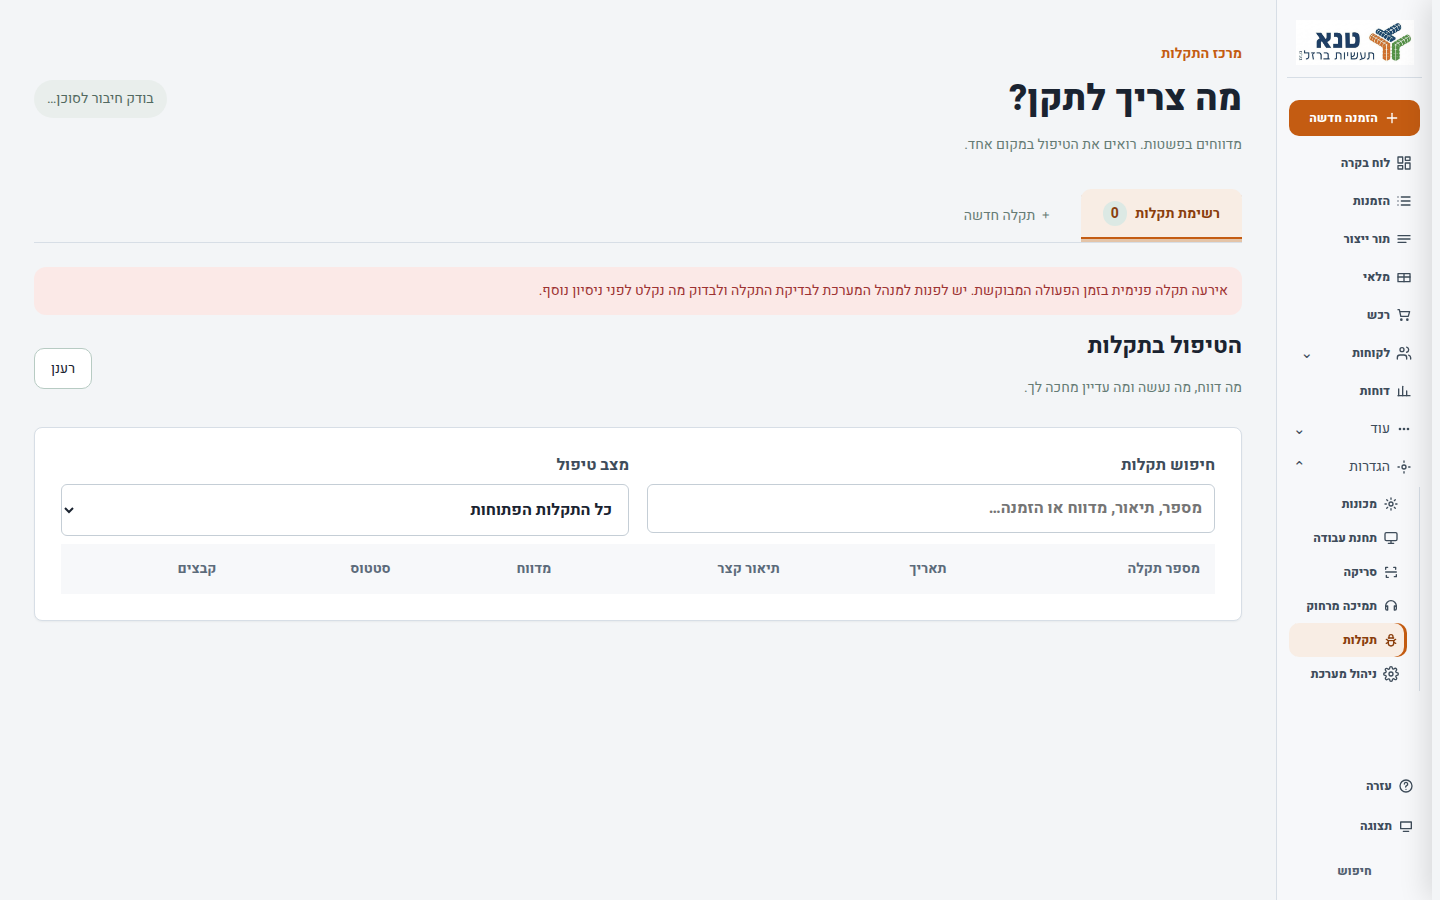 טנא
תעשיות ברזל
הזמנה חדשה
לוח בקרה
הזמנות
תור ייצור
מלאי
רכש
לקוחות
דוחות
עוד
הגדרות
מכונות
תחנת עבודה
סריקה
תמיכה מרחוק
תקלות
ניהול מערכת
עזרה
תצוגה
חיפוש
מרכז התקלות
מה צריך לתקן?
בודק חיבור לסוכן...
מדווחים בפשטות. רואים את הטיפול במקום אחד.
רשימת תקלות 0
+ תקלה חדשה
אירעה תקלה פנימית בזמן הפעולה המבוקשת. יש לפנות למנהל המערכת לבדיקת התקלה ולבדוק מה נקלט לפני ניסיון נוסף.
הטיפול בתקלות
רענן
מה דווח, מה נעשה ומה עדיין מחכה לך.
חיפוש תקלות
מצב טיפול
מספר, תיאור, מדווח או הזמנה...
כל התקלות הפתוחות
מספר תקלה תאריך תיאור קצר מדווח סטטוס קבצים